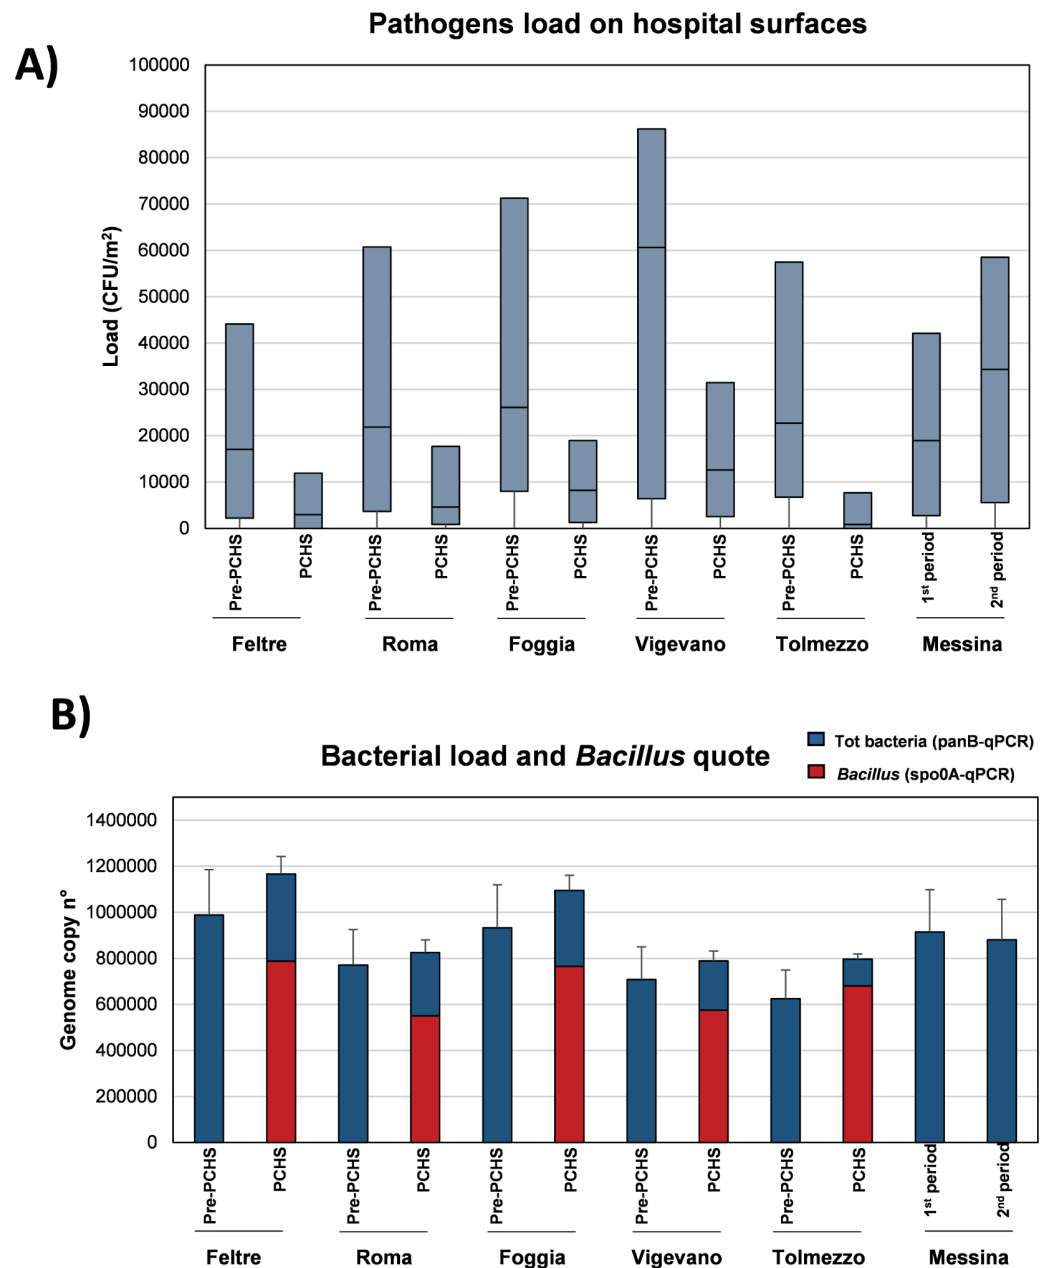 Pathogens load on hospital surfaces
A)
100000
90000
80000
70000
60000
50000
40000
30000
20000
10000
0
Load (CFU/m²)
Pre-PCHS PCHS Pre-PCHS PCHS Pre-PCHS PCHS Pre-PCHS PCHS Pre-PCHS PCHS 1st period 2nd period
Feltre Roma Foggia Vigevano Tolmezzo Messina
B)
Bacterial load and Bacillus quote
Tot bacteria (panB-qPCR)
Bacillus (spo0A-qPCR)
1400000
1200000
1000000
800000
600000
400000
200000
0
Genome copy n°
Pre-PCHS PCHS Pre-PCHS PCHS Pre-PCHS PCHS Pre-PCHS PCHS Pre-PCHS PCHS 1st period 2nd period
Feltre Roma Foggia Vigevano Tolmezzo Messina